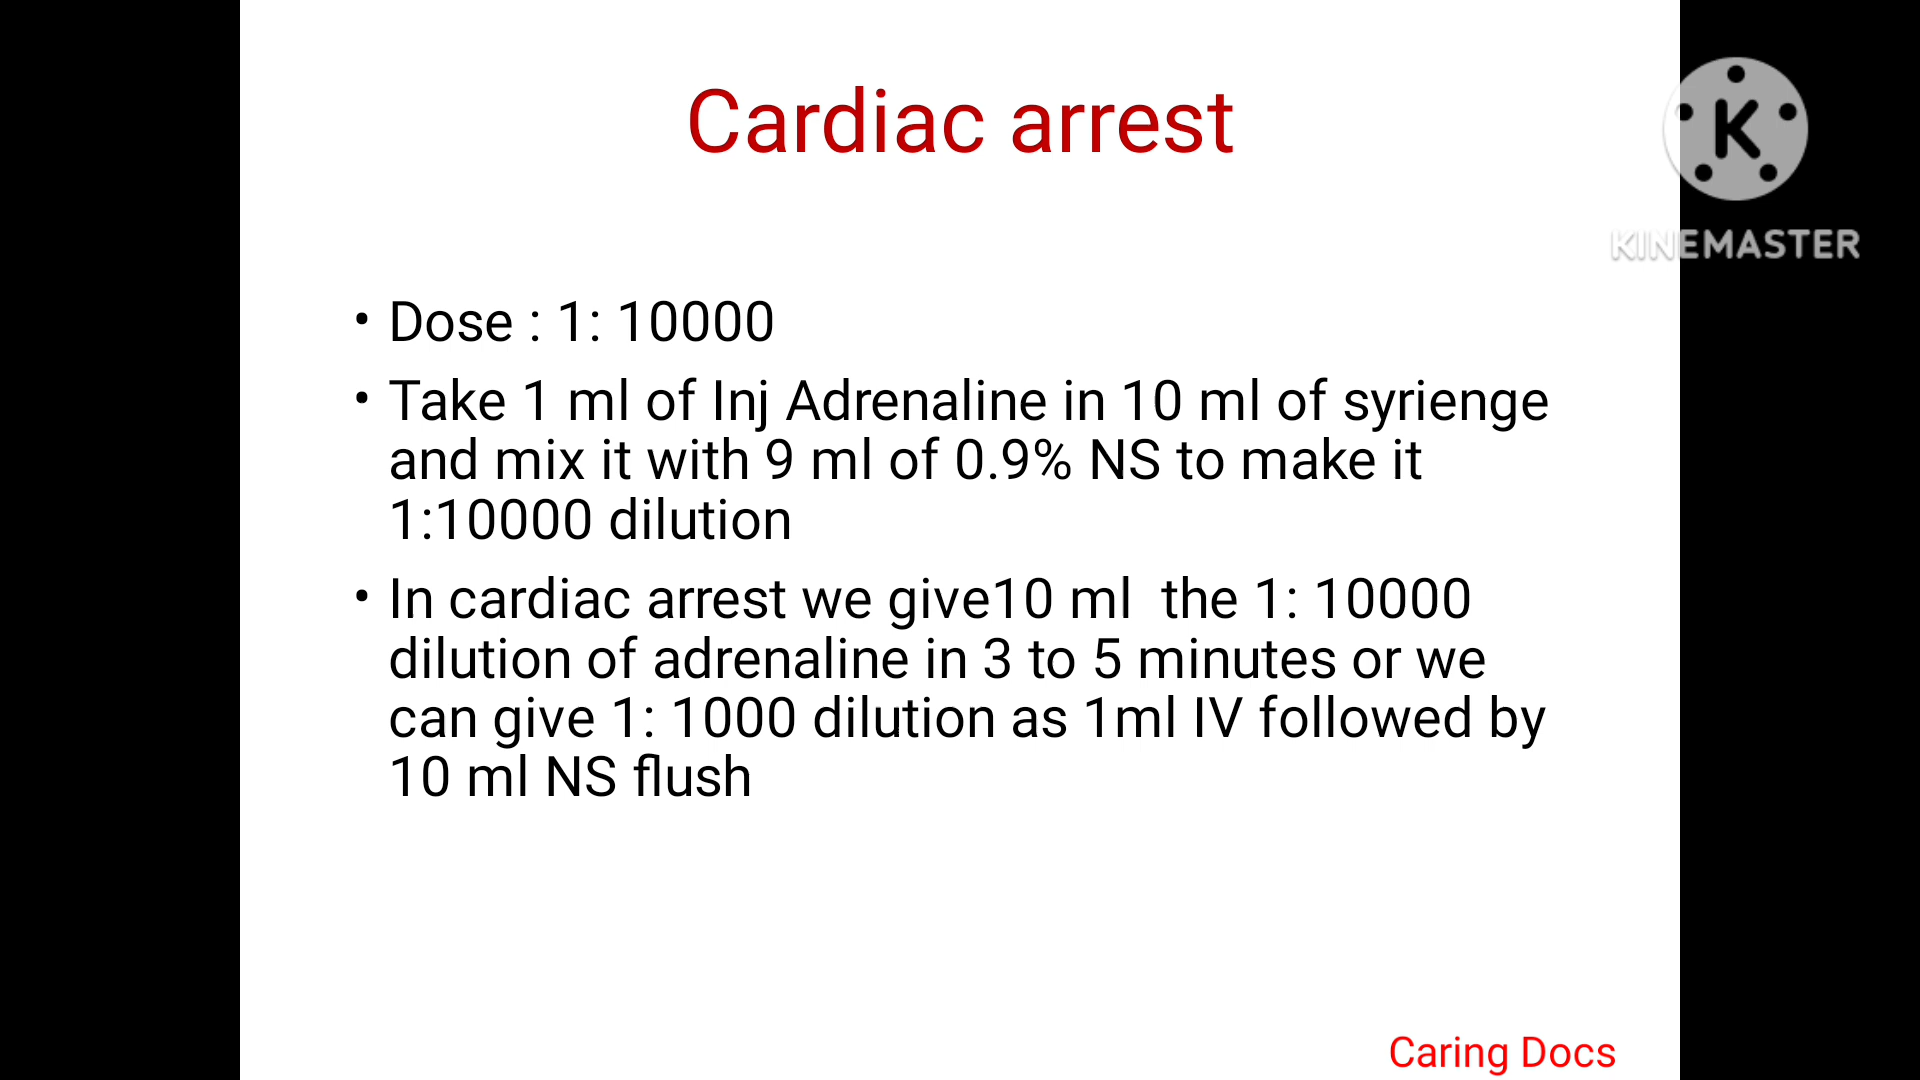 Cardiac arrest
K
KINEMASTER
• Dose : 1: 10000
• Take 1 ml of Inj Adrenaline in 10 ml of syrienge
and mix it with 9 ml of 0.9% NS to make it
1:10000 dilution
• In cardiac arrest we give10 ml  the 1: 10000
dilution of adrenaline in 3 to 5 minutes or we
can give 1: 1000 dilution as 1ml IV followed by
10 ml NS flush
Caring Docs